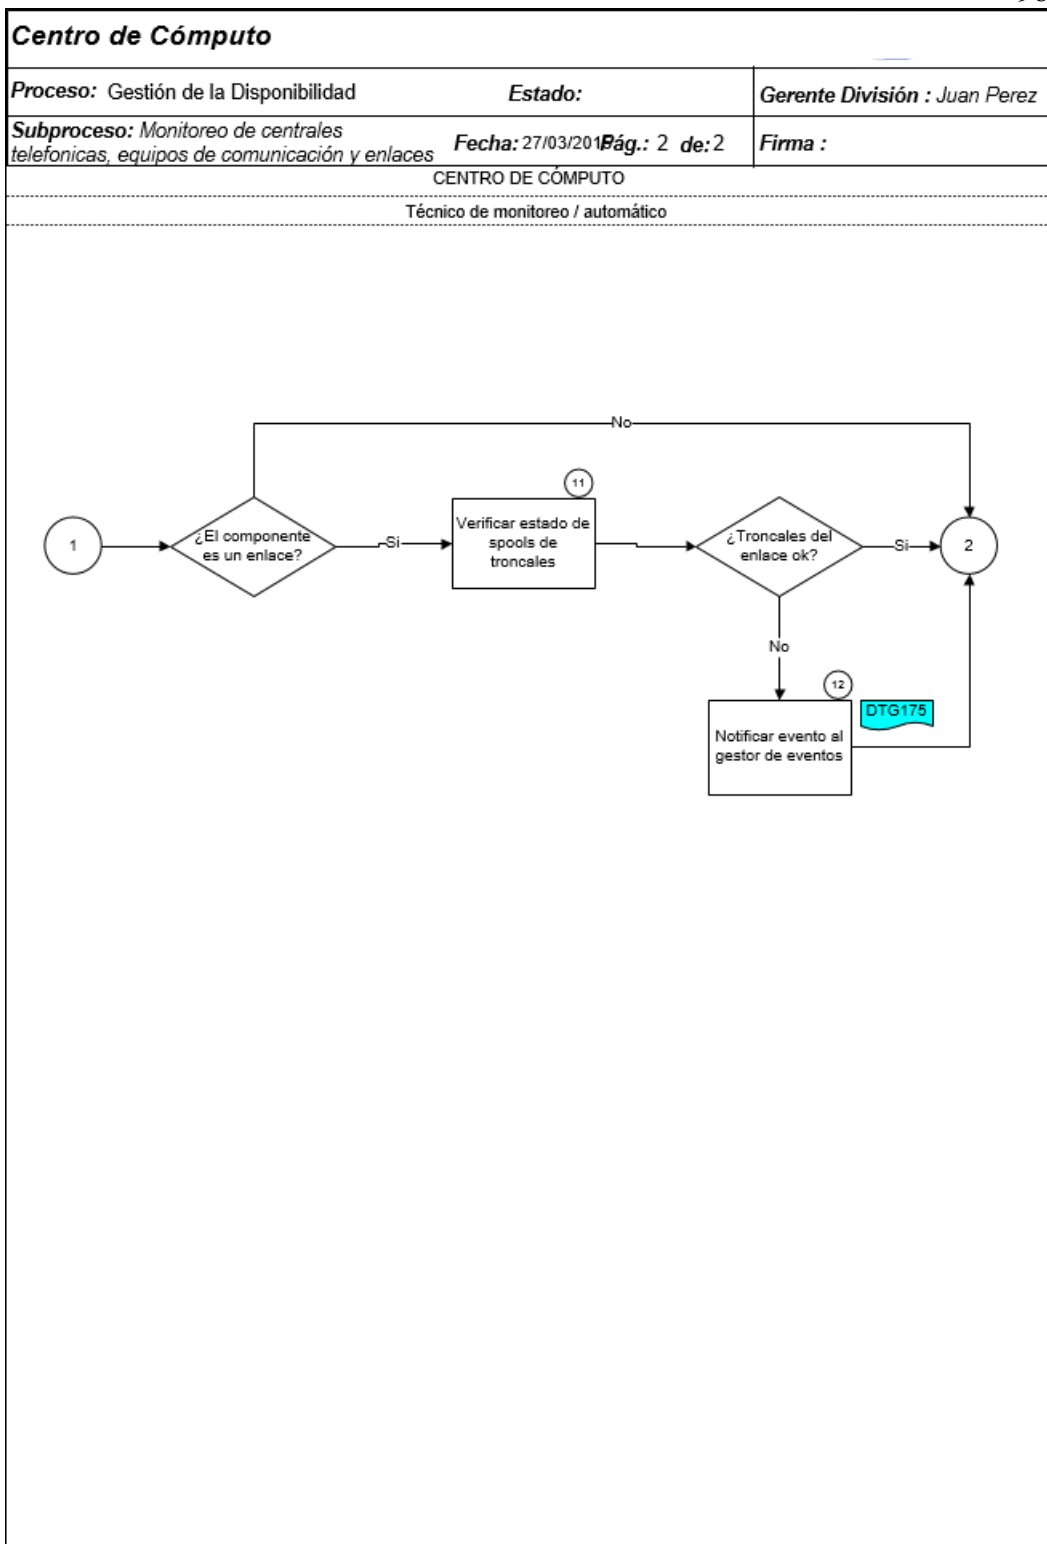 Centro de Cómputo
Proceso: Gestión de la Disponibilidad
Estado:
Gerente División : Juan Perez
Subproceso: Monitoreo de centrales
telefonicas, equipos de comunicación y enlaces
Fecha: 27/03/201
Pág.: 2 de: 2
Firma :
CENTRO DE CÓMPUTO
Técnico de monitoreo / automático
No
11
1
¿El componente
es un enlace?
Si
Verificar estado de
spools de
troncales
¿Troncales del
enlace ok?
Si
2
No
12
DTG175
Notificar evento al
gestor de eventos